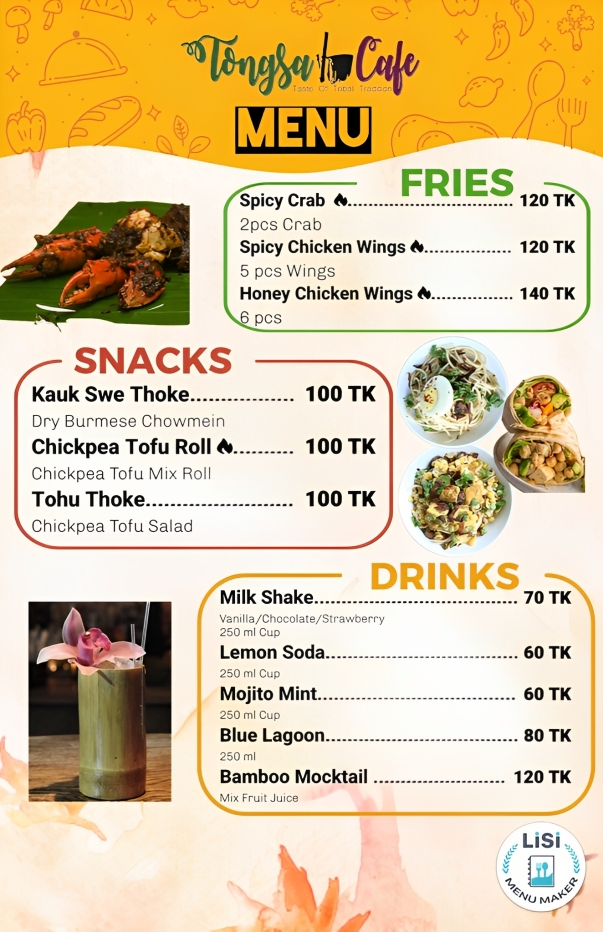 Tongsa Cafe
Taste Of Tribal Tradition
MENU
FRIES
Spicy Crab ........................................ 120 TK
2pcs Crab
Spicy Chicken Wings ..................... 120 TK
5 pcs Wings
Honey Chicken Wings ................... 140 TK
6 pcs
SNACKS
Kauk Swe Thoke..................... 100 TK
Dry Burmese Chowmein
Chickpea Tofu Roll ............ 100 TK
Chickpea Tofu Mix Roll
Tohu Thoke.............................. 100 TK
Chickpea Tofu Salad
DRINKS
Milk Shake.................................................. 70 TK
Vanilla/Chocolate/Strawberry
250 ml Cup
Lemon Soda............................................... 60 TK
250 ml Cup
Mojito Mint................................................ 60 TK
250 ml Cup
Blue Lagoon............................................... 80 TK
250 ml
Bamboo Mocktail ................................ 120 TK
Mix Fruit Juice
LiSi
MENU MAKER